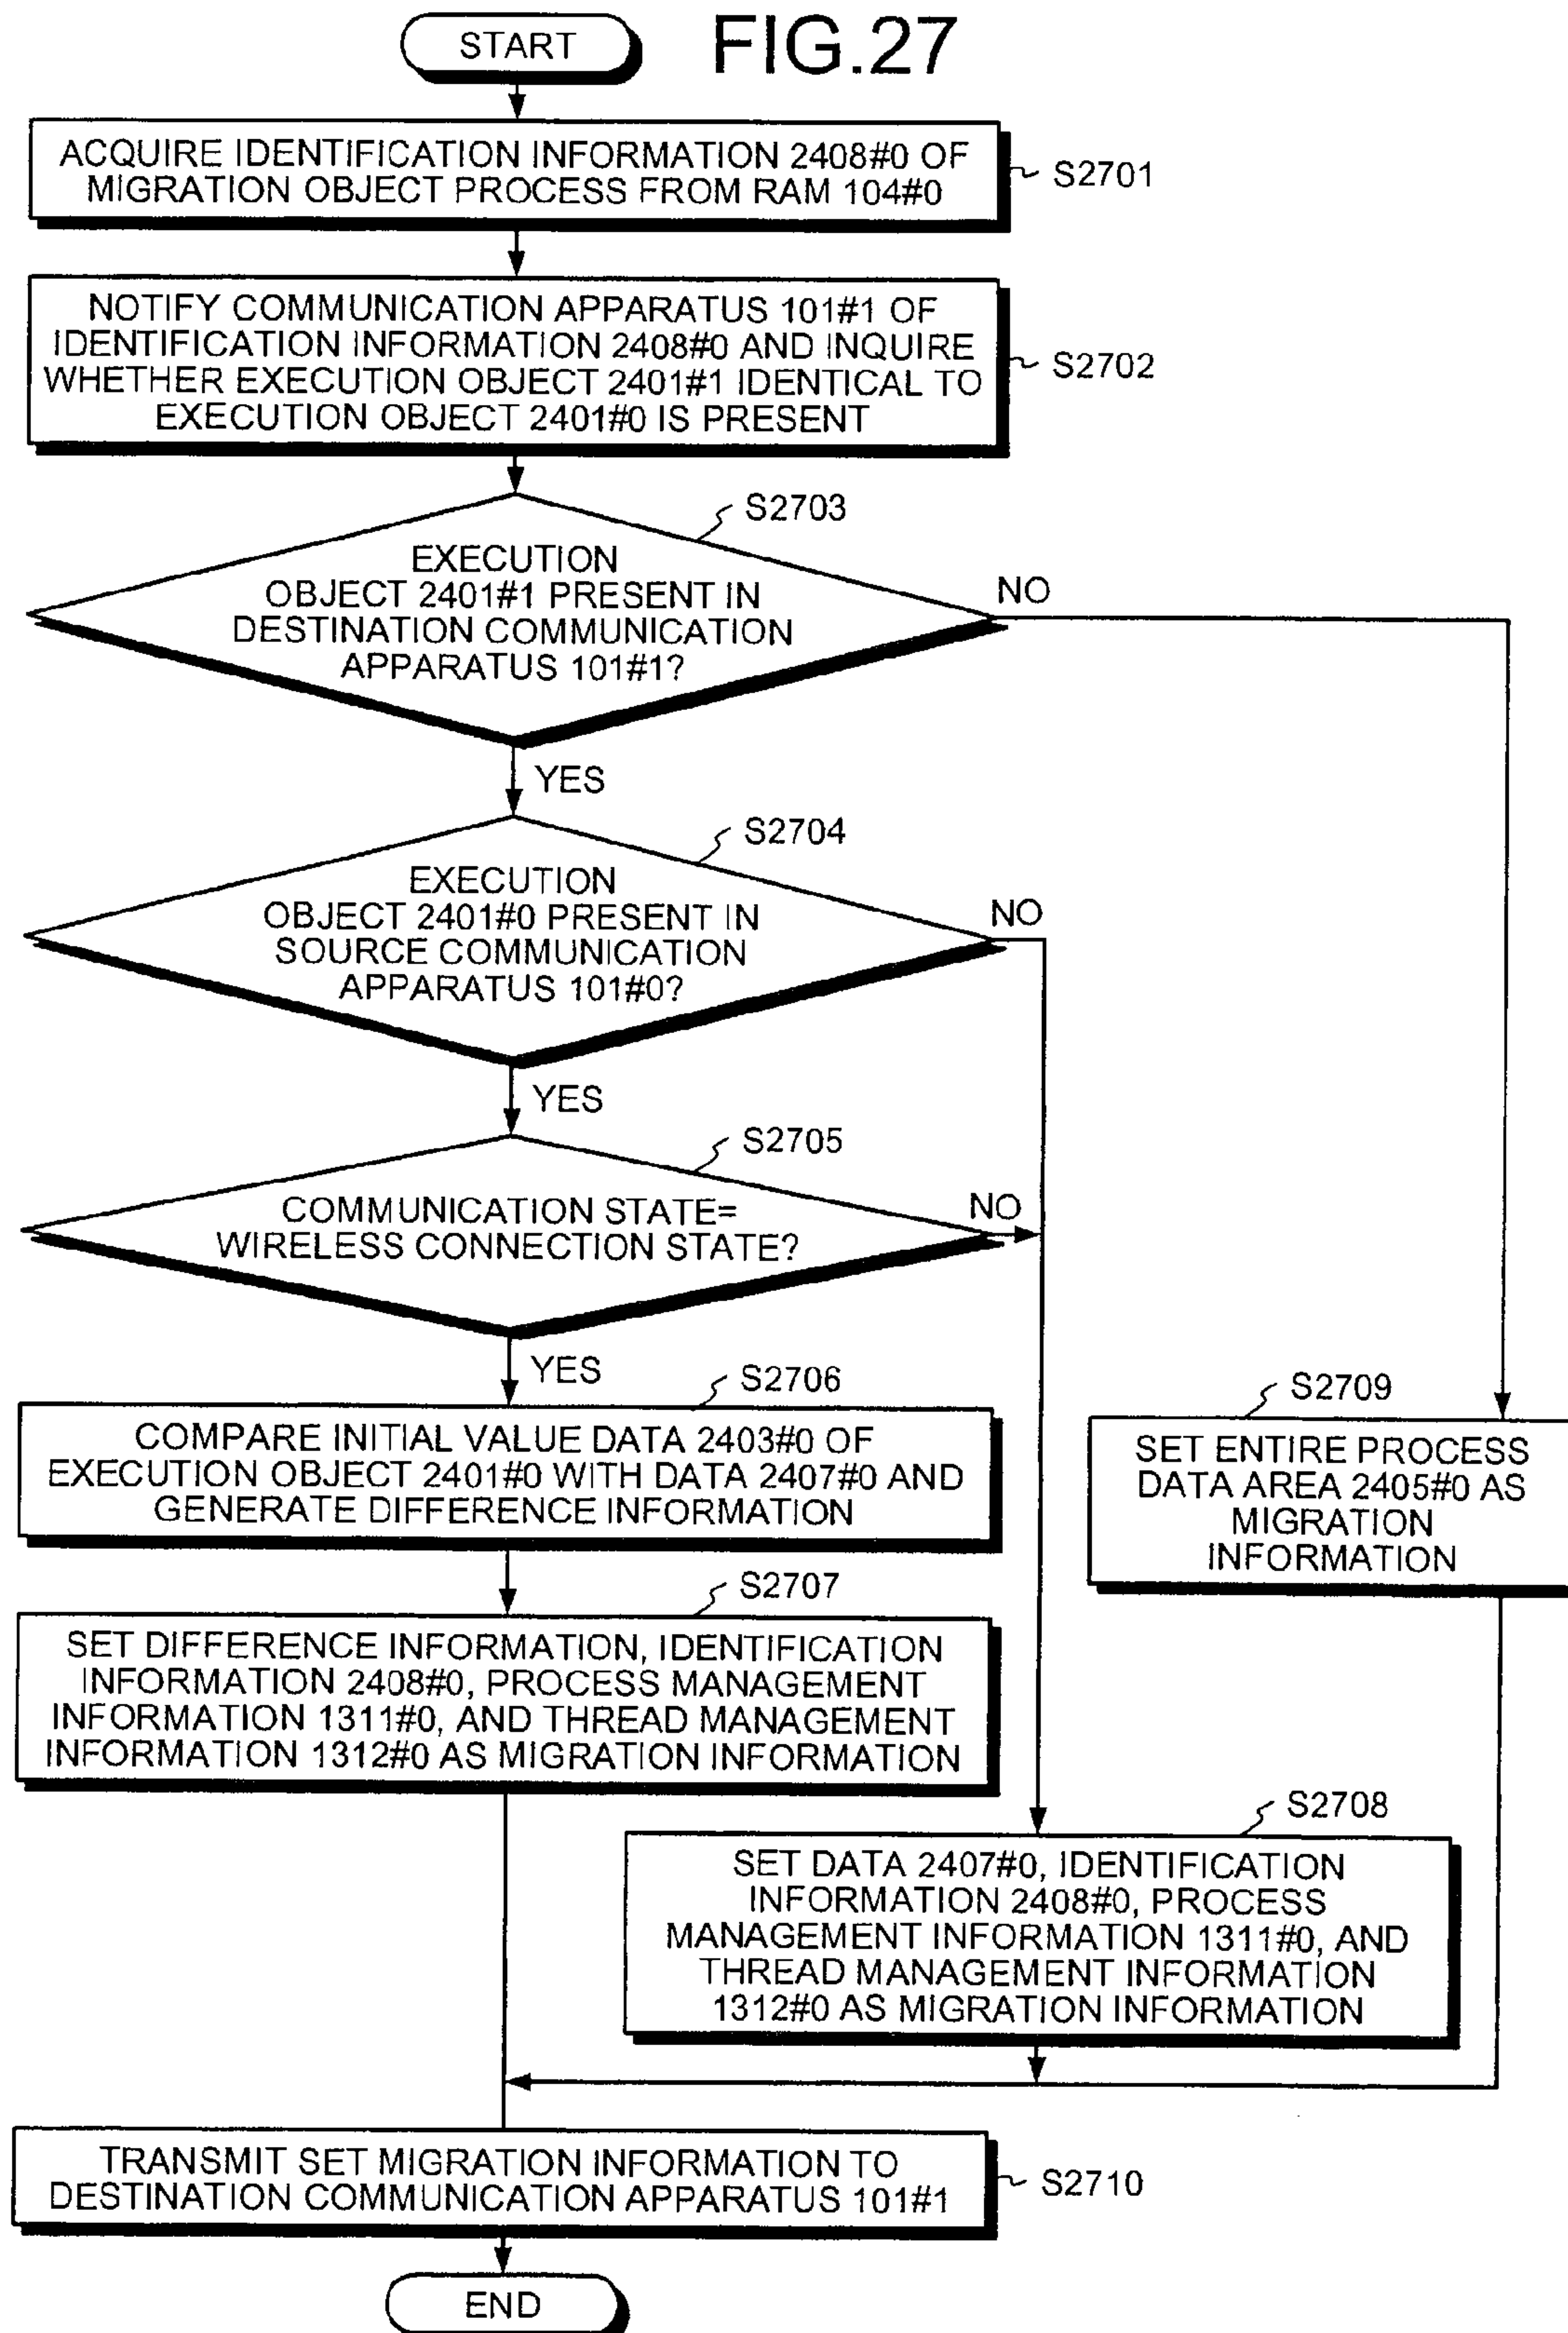 START
FIG.27
ACQUIRE IDENTIFICATION INFORMATION 2408#0 OF
MIGRATION OBJECT PROCESS FROM RAM 104#0
S2701
NOTIFY COMMUNICATION APPARATUS 101#1 OF
IDENTIFICATION INFORMATION 2408#0 AND INQUIRE
WHETHER EXECUTION OBJECT 2401#1 IDENTICAL TO
EXECUTION OBJECT 2401#0 IS PRESENT
S2702
S2703
EXECUTION
OBJECT 2401#1 PRESENT IN
DESTINATION COMMUNICATION
APPARATUS 101#1?
NO
YES
S2704
EXECUTION
OBJECT 2401#0 PRESENT IN
SOURCE COMMUNICATION
APPARATUS 101#0?
NO
YES
S2705
COMMUNICATION STATE=
WIRELESS CONNECTION STATE?
NO
YES
S2706
COMPARE INITIAL VALUE DATA 2403#0 OF
EXECUTION OBJECT 2401#0 WITH DATA 2407#0 AND
GENERATE DIFFERENCE INFORMATION
S2709
SET ENTIRE PROCESS
DATA AREA 2405#0 AS
MIGRATION
INFORMATION
S2707
SET DIFFERENCE INFORMATION, IDENTIFICATION
INFORMATION 2408#0, PROCESS MANAGEMENT
INFORMATION 1311#0, AND THREAD MANAGEMENT
INFORMATION 1312#0 AS MIGRATION INFORMATION
S2708
SET DATA 2407#0, IDENTIFICATION
INFORMATION 2408#0, PROCESS
MANAGEMENT INFORMATION 1311#0, AND
THREAD MANAGEMENT INFORMATION
1312#0 AS MIGRATION INFORMATION
TRANSMIT SET MIGRATION INFORMATION TO
DESTINATION COMMUNICATION APPARATUS 101#1
S2710
END